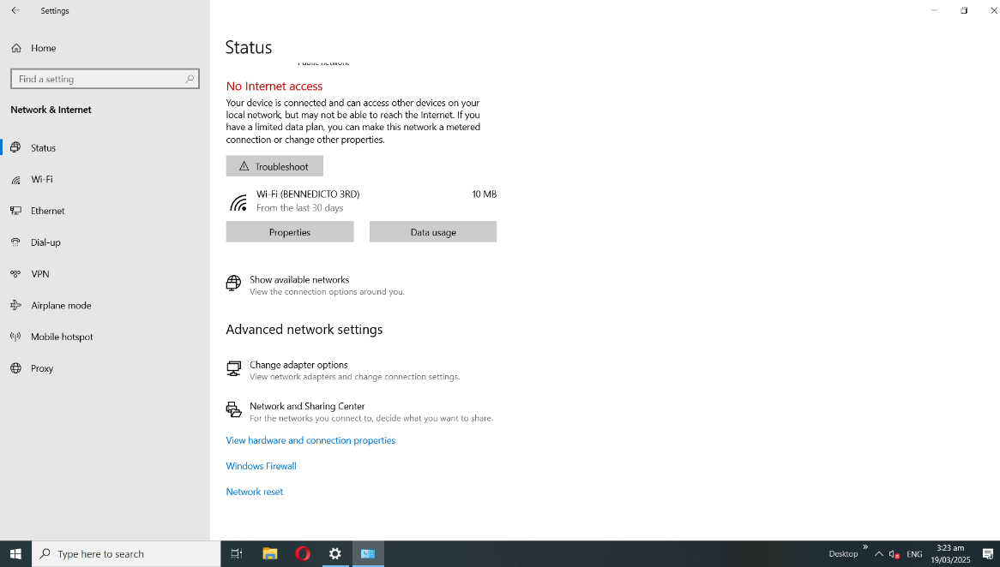 Settings
Home
Find a setting
Network & Internet
Status
Wi-Fi
Ethernet
Dial-up
VPN
Airplane mode
Mobile hotspot
Proxy
Status
Public network
No Internet access
Your device is connected and can access other devices on your
local network, but may not be able to reach the Internet. If you
have a limited data plan, you can make this network a metered
connection or change other properties.
Troubleshoot
Wi-Fi (BENNEDICTO 3RD) 10 MB
From the last 30 days
Properties Data usage
Show available networks
View the connection options around you.
Advanced network settings
Change adapter options
View network adapters and change connection settings.
Network and Sharing Center
For the networks you connect to, decide what you want to share.
View hardware and connection properties
Windows Firewall
Network reset
Type here to search
Desktop
ENG
3:23 am
19/03/2025